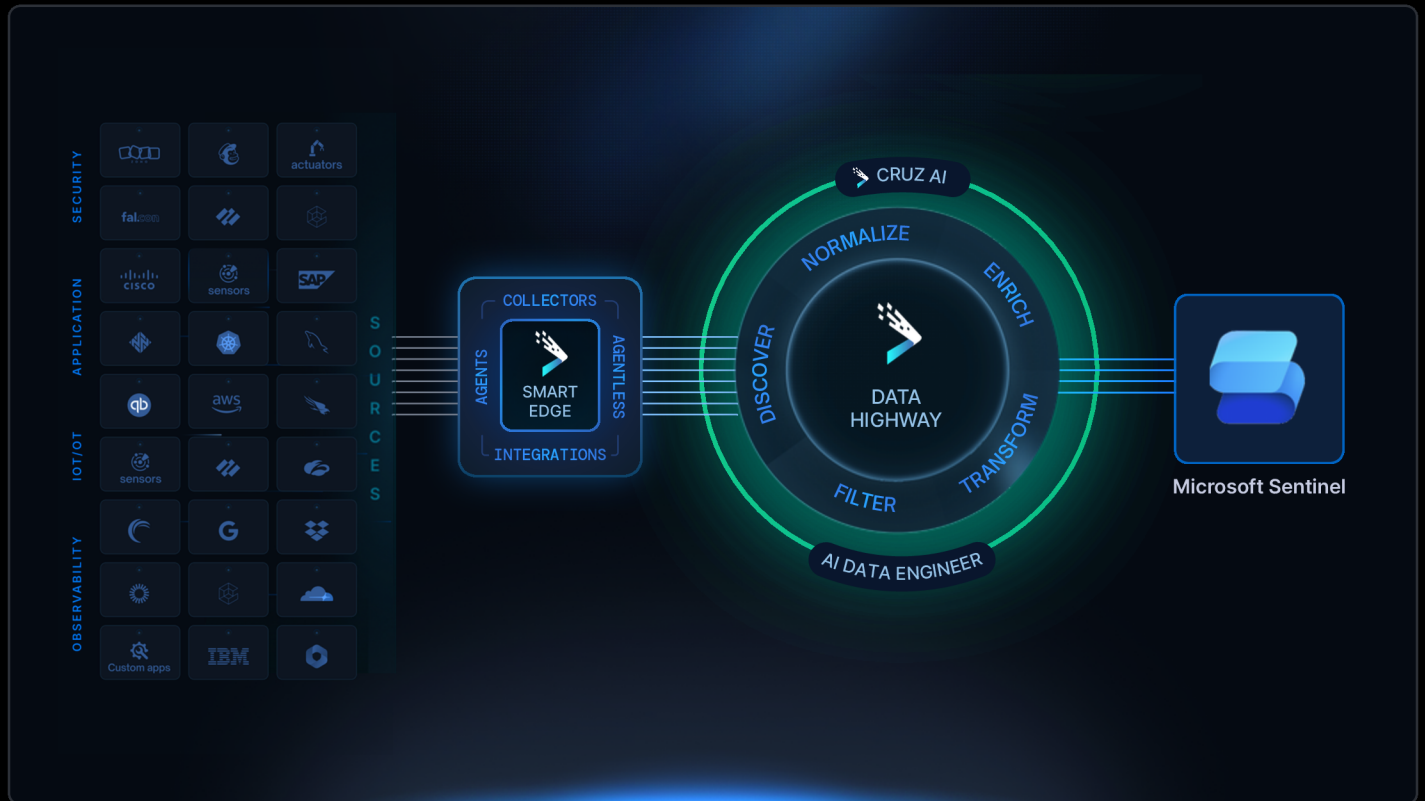 SECURITY
APPLICATION
IOT/OT
OBSERVABILITY
actuators
fal.con
CISCO
sensors
SAP
qb
aws
sensors
G
Custom apps
IBM
SOURCES
COLLECTORS
AGENTS
SMART
EDGE
AGENTLESS
INTEGRATIONS
CRUZ AI
NORMALIZE
ENRICH
DISCOVER
DATA
HIGHWAY
TRANSFORM
FILTER
AI DATA ENGINEER
Microsoft Sentinel